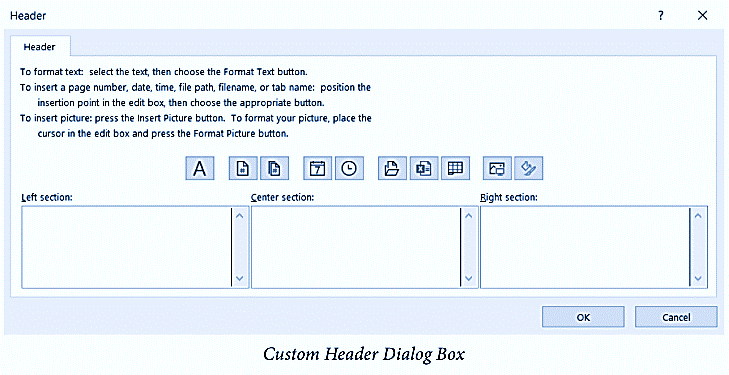 Header
?
Header
To format text: select the text, then choose the Format Text button.
To insert a page number, date, time, file path, filename, or tab name: position the
insertion point in the edit box, then choose the appropriate button.
To insert picture: press the Insert Picture button. To format your picture, place the
cursor in the edit box and press the Format Picture button.
A # # 7 X
Left section: Center section: Right section:
OK Cancel
Custom Header Dialog Box